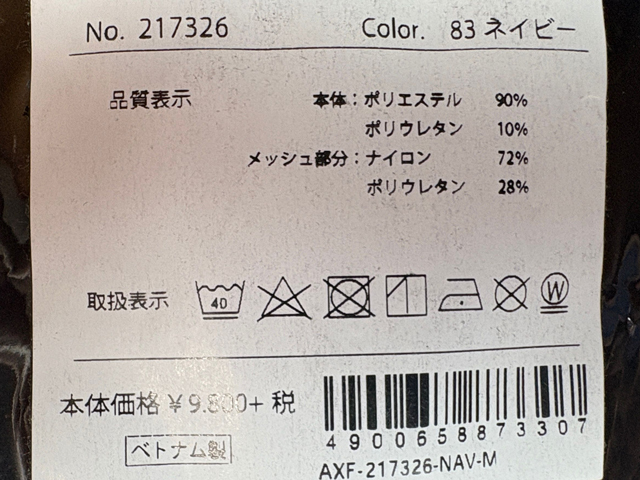 No. 217326 Color. 83 ネイビー
品質表示 本体：ポリエステル 90%
ポリウレタン 10%
メッシュ部分：ナイロン 72%
ポリウレタン 28%
取扱表示 40 W
本体価格 ¥9,800+ 税
ベトナム製
4900658873307
AXF-217326-NAV-M